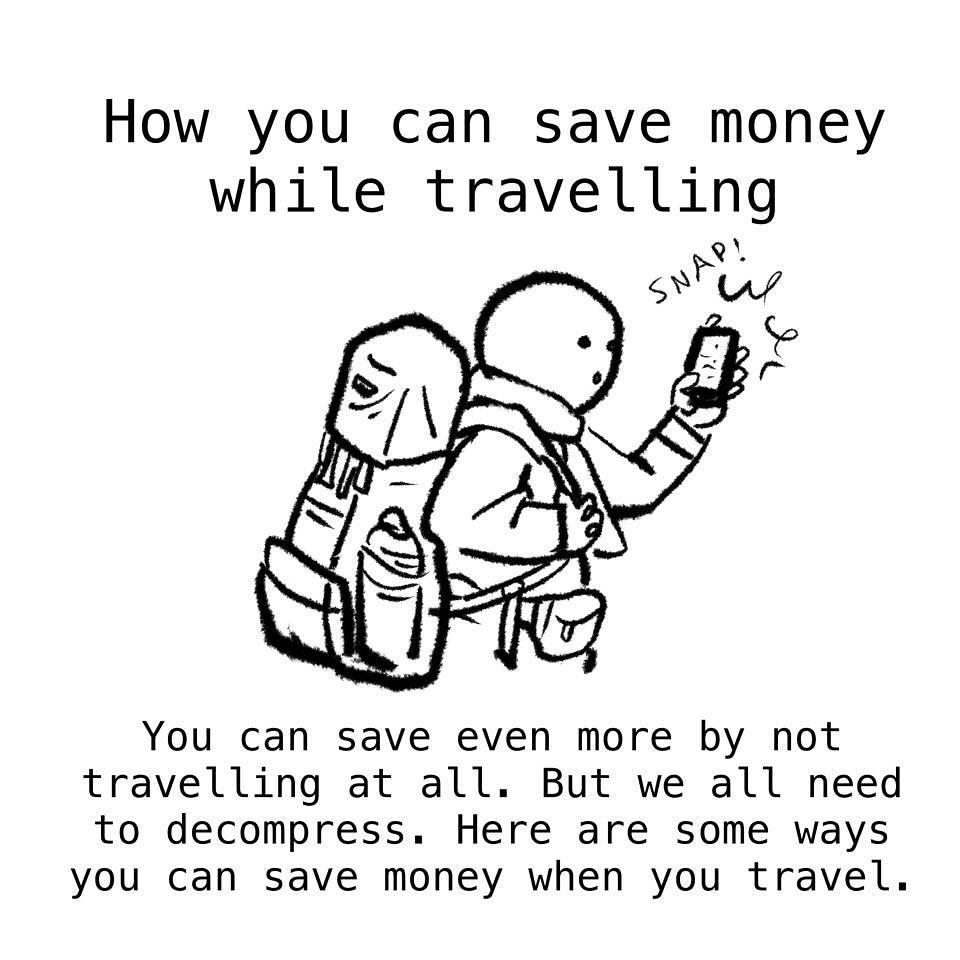 How you can save money
while travelling
SNAP!
You can save even more by not
travelling at all. But we all need
to decompress. Here are some ways
you can save money when you travel.